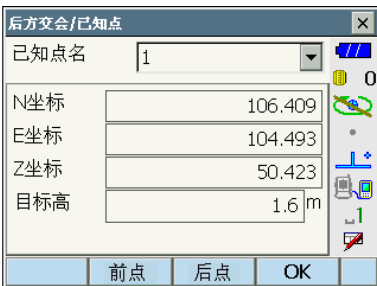 后方交会/已知点
已知点名 1
0
N坐标 106.409
E坐标 104.493
Z坐标 50.423
目标高 1.6 m
1
前点 后点 OK